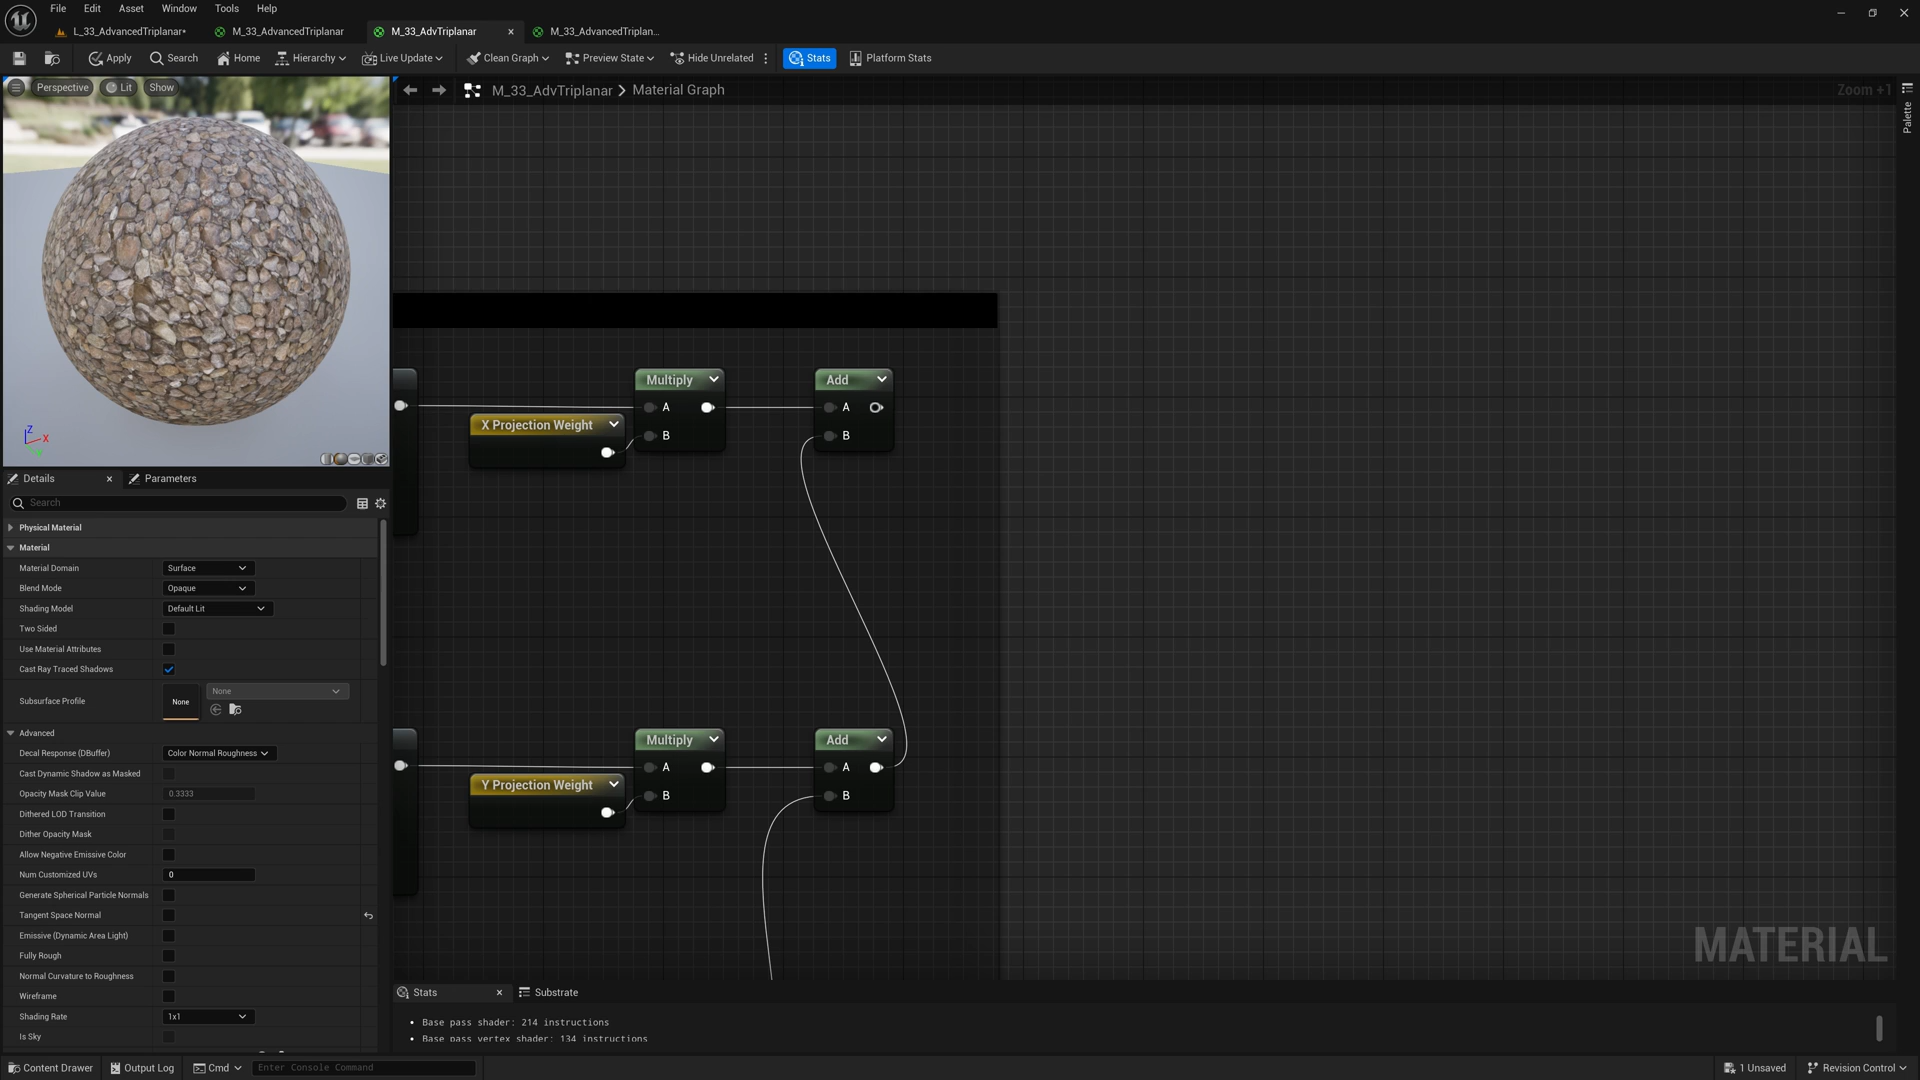 File Edit Asset Window Tools Help
L_33_AdvancedTriplanar* M_33_AdvancedTriplanar M_33_AdvTriplanar M_33_AdvancedTriplan...
Apply Search Home Hierarchy Live Update Clean Graph Preview State Hide Unrelated Stats Platform Stats
Perspective Lit Show
M_33_AdvTriplanar > Material Graph
Zoom +1
Palette
Multiply Add
A A
X Projection Weight
B B
Z
X
Y
Details Parameters
Search
Physical Material
Material
Material Domain Surface
Blend Mode Opaque
Shading Model Default Lit
Two Sided
Use Material Attributes
Cast Ray Traced Shadows
Subsurface Profile None None
Advanced
Decal Response (DBuffer) Color Normal Roughness
Cast Dynamic Shadow as Masked
Opacity Mask Clip Value 0.3333
Dithered LOD Transition
Dither Opacity Mask
Allow Negative Emissive Color
Num Customized UVs 0
Generate Spherical Particle Normals
Tangent Space Normal
Emissive (Dynamic Area Light)
Fully Rough
Normal Curvature to Roughness
Wireframe
Shading Rate 1x1
Is Sky
Multiply Add
A A
Y Projection Weight
B B
MATERIAL
Stats Substrate
• Base pass shader: 214 instructions
• Base pass vertex shader: 134 instructions
Content Drawer Output Log Cmd Enter Console Command 1 Unsaved Revision Control